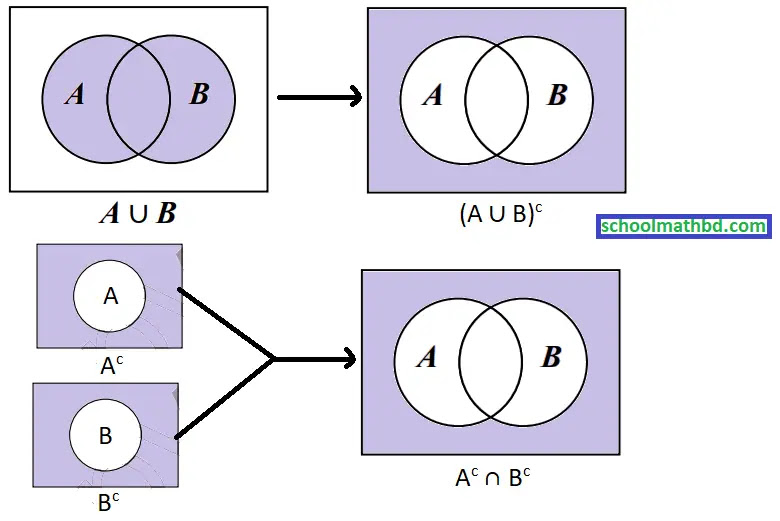 A B
A B
A ∪ B
(A ∪ B)ᶜ
schoolmathbd.com
A
Aᶜ
A B
B
Bᶜ
Aᶜ ∩ Bᶜ